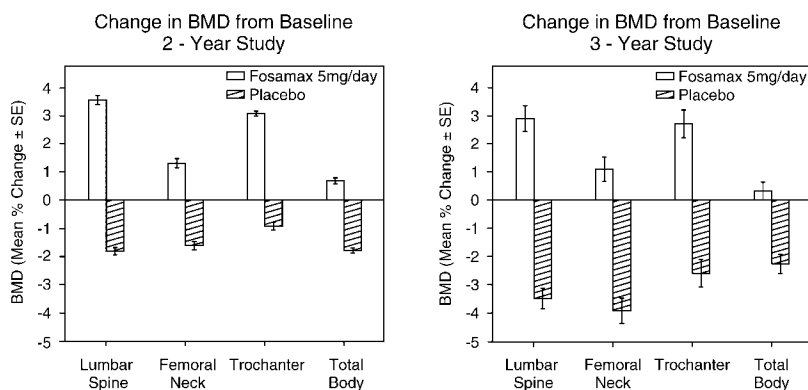 Change in BMD from Baseline
2 - Year Study
Fosamax 5mg/day
Placebo
BMD (Mean % Change ± SE)
5
4
3
2
1
0
-1
-2
-3
-4
-5
Lumbar Spine
Femoral Neck
Trochanter
Total Body
Change in BMD from Baseline
3 - Year Study
Fosamax 5mg/day
Placebo
BMD (Mean % Change ± SE)
5
4
3
2
1
0
-1
-2
-3
-4
-5
Lumbar Spine
Femoral Neck
Trochanter
Total Body